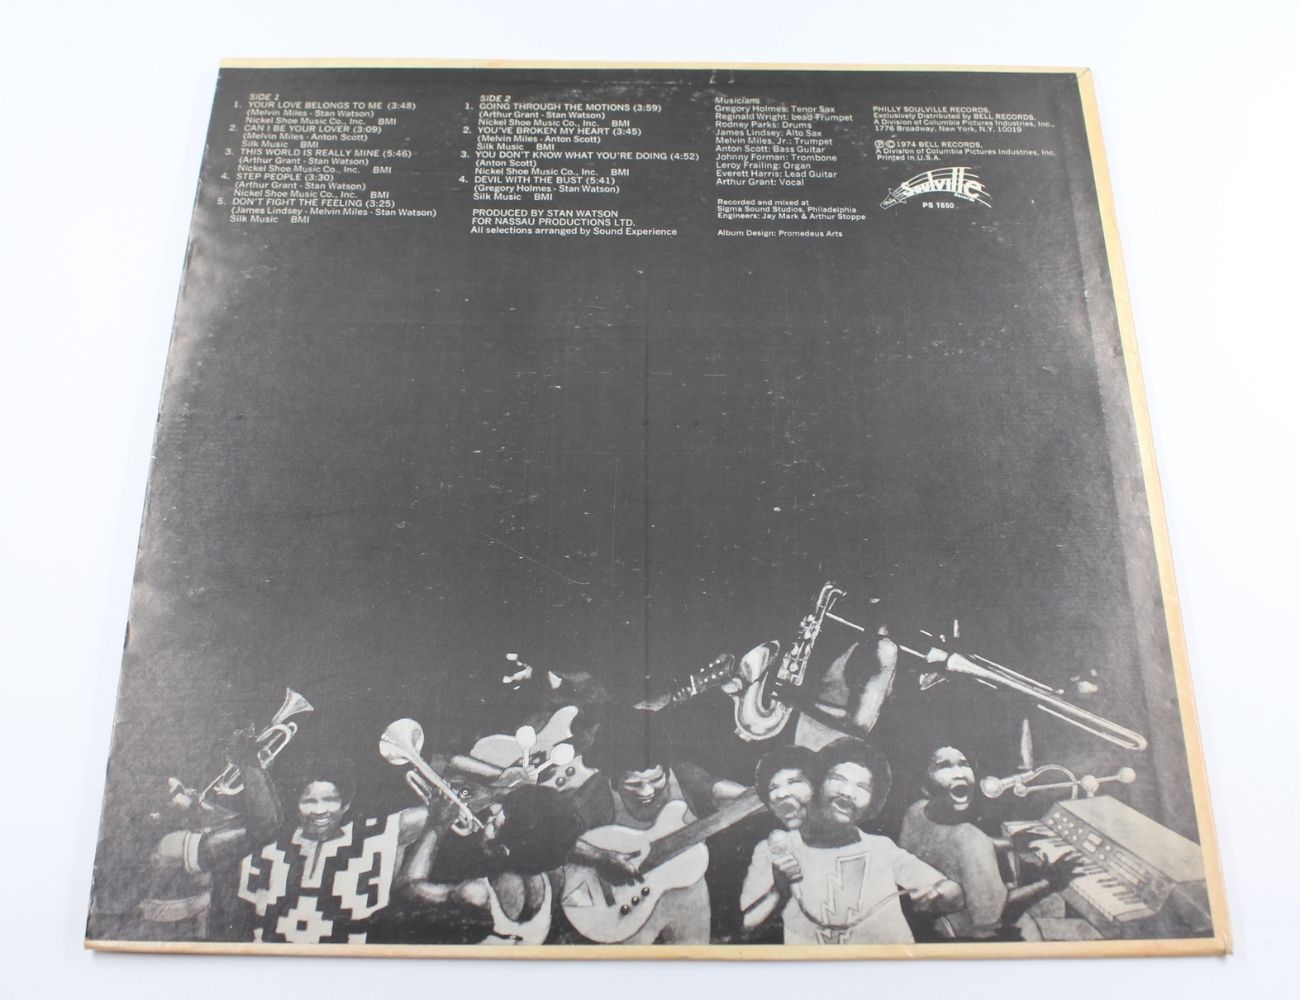 SIDE 1
1. YOUR LOVE BELONGS TO ME (3:48)
(Melvin Miles - Stan Watson)
Nickel Shoe Music Co., Inc. BMI
2. CAN I BE YOUR LOVER (3:09)
(Melvin Miles - Anton Scott)
Silk Music BMI
3. THIS WORLD IS REALLY MINE (5:46)
(Arthur Grant - Stan Watson)
Nickel Shoe Music Co., Inc. BMI
4. STEP PEOPLE (3:30)
(Arthur Grant - Stan Watson)
Nickel Shoe Music Co., Inc. BMI
5. DON'T FIGHT THE FEELING (3:25)
(James Lindsey - Melvin Miles - Stan Watson)
Silk Music BMI
SIDE 2
1. GOING THROUGH THE MOTIONS (3:59)
(Arthur Grant - Stan Watson)
Nickel Shoe Music Co., Inc. BMI
2. YOU'VE BROKEN MY HEART (3:45)
(Melvin Miles - Anton Scott)
Silk Music BMI
3. YOU DON'T KNOW WHAT YOU'RE DOING (4:52)
(Anton Scott)
Nickel Shoe Music Co., Inc. BMI
4. DEVIL WITH THE BUST (5:41)
(Gregory Holmes - Stan Watson)
Silk Music BMI
PRODUCED BY STAN WATSON
FOR NASSAU PRODUCTIONS LTD.
All selections arranged by Sound Experience
Musicians
Gregory Holmes: Tenor Sax
Reginald Wright: Lead Trumpet
Rodney Parks: Drums
James Lindsey: Alto Sax
Melvin Miles, Jr.: Trumpet
Anton Scott: Bass Guitar
Johnny Forman: Trombone
Leroy Frailing: Organ
Everett Harris: Lead Guitar
Arthur Grant: Vocal
Recorded and mixed at
Sigma Sound Studios, Philadelphia
Engineers: Jay Mark & Arthur Stoppe
Album Design: Promedeus Arts
PHILLY SOULVILLE RECORDS,
Exclusively Distributed by BELL RECORDS,
A Division of Columbia Pictures Industries, Inc.,
1776 Broadway, New York, N.Y. 10019
℗ © 1974 BELL RECORDS,
A Division of Columbia Pictures Industries, Inc.
Printed in U.S.A.
Philly Soulville Records
PS 1650